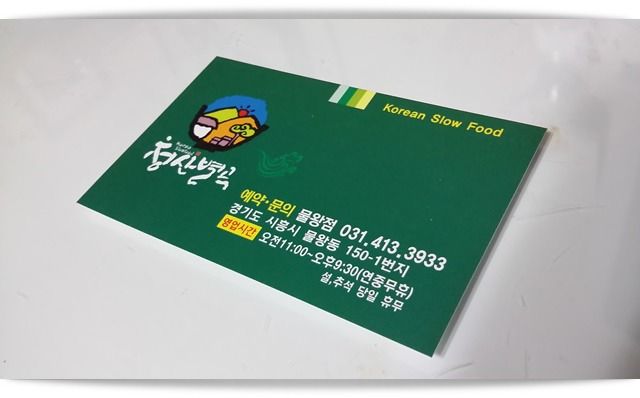 Korean Slow Food
청산별곡
예약·문의 물왕점 031.413.3933
경기도 시흥시 물왕동 150-1번지
영업시간 오전11:00~오후9:30(연중무휴)
설,추석 당일 휴무